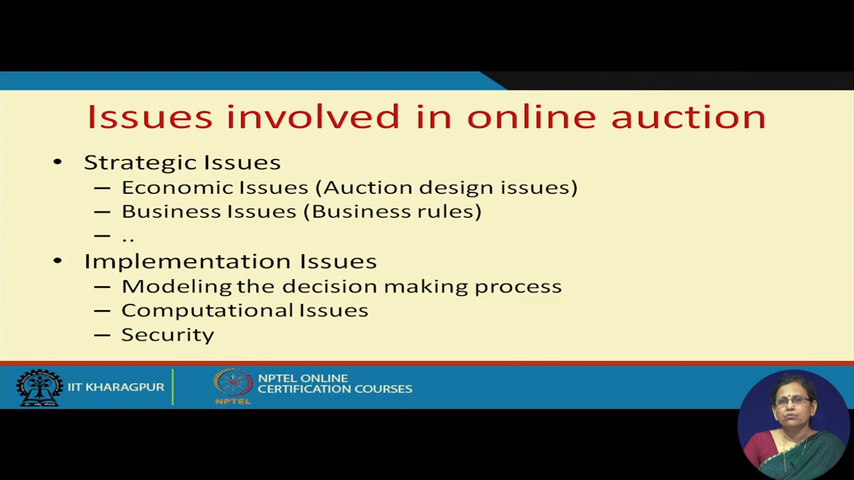 Issues involved in online auction
• Strategic Issues
– Economic Issues (Auction design issues)
– Business Issues (Business rules)
– ..
• Implementation Issues
– Modeling the decision making process
– Computational Issues
– Security
IIT KHARAGPUR
NPTEL
NPTEL ONLINE
CERTIFICATION COURSES